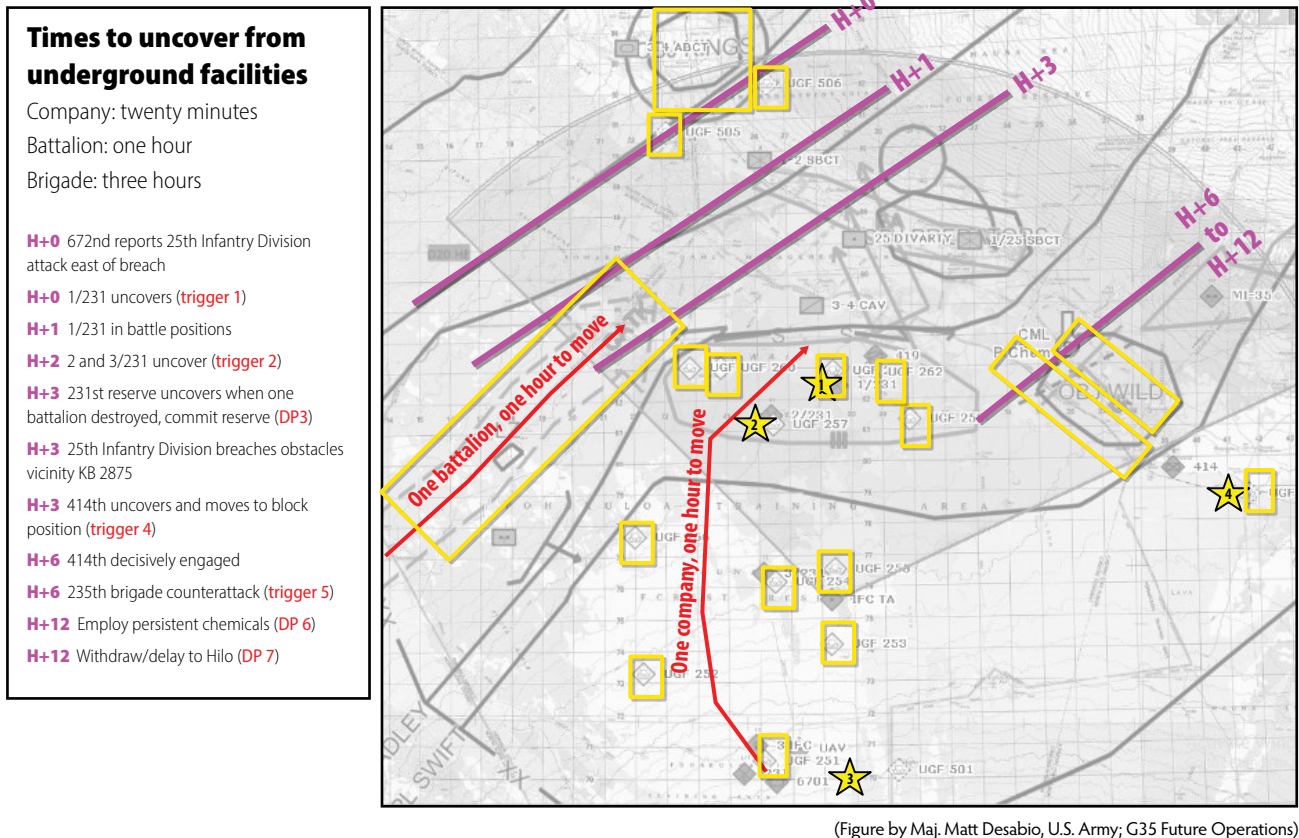 Times to uncover from
underground facilities
Company: twenty minutes
Battalion: one hour
Brigade: three hours
H+0 672nd reports 25th Infantry Division
attack east of breach
H+0 1/231 uncovers (trigger 1)
H+1 1/231 in battle positions
H+2 2 and 3/231 uncover (trigger 2)
H+3 231st reserve uncovers when one
battalion destroyed, commit reserve (DP3)
H+3 25th Infantry Division breaches obstacles
vicinity KB 2875
H+3 414th uncovers and moves to block
position (trigger 4)
H+6 414th decisively engaged
H+6 235th brigade counterattack (trigger 5)
H+12 Employ persistent chemicals (DP 6)
H+12 Withdraw/delay to Hilo (DP 7)
H+0
H+1
H+3
H+6
to
H+12
ABCT
UGF 506
UGF 505
-2 SBCT
25 DIVARTY
1/25 SBCT
3-4 CAV
MI-35
CML
OBJ WILD
419
UGF 262
1/231
1
2
2/231
UGF 257
414
4
UGF
One battalion, one hour to move
One company, one hour to move
UGF 254
UGF 255
IFC TA
UGF 253
UGF 252
UAV
UGF 251
6701
3
UGF 501
(Figure by Maj. Matt Desabio, U.S. Army; G35 Future Operations)